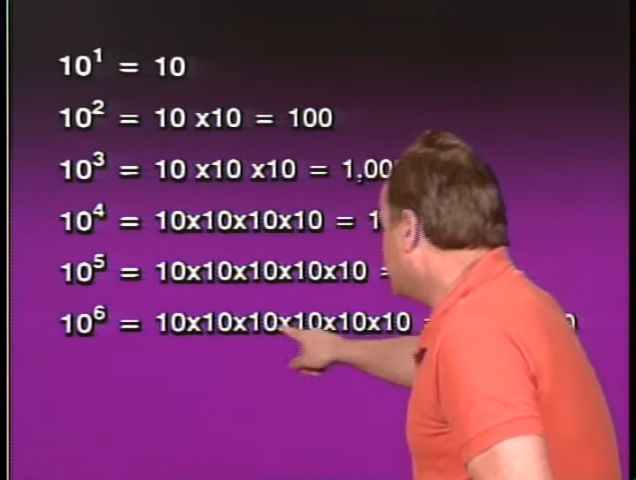 10¹ = 10
10² = 10 x10 = 100
10³ = 10 x10 x10 = 1,00
10⁴ = 10x10x10x10 = 1
10⁵ = 10x10x10x10x10 =
10⁶ = 10x10x10x10x10x10 = 0